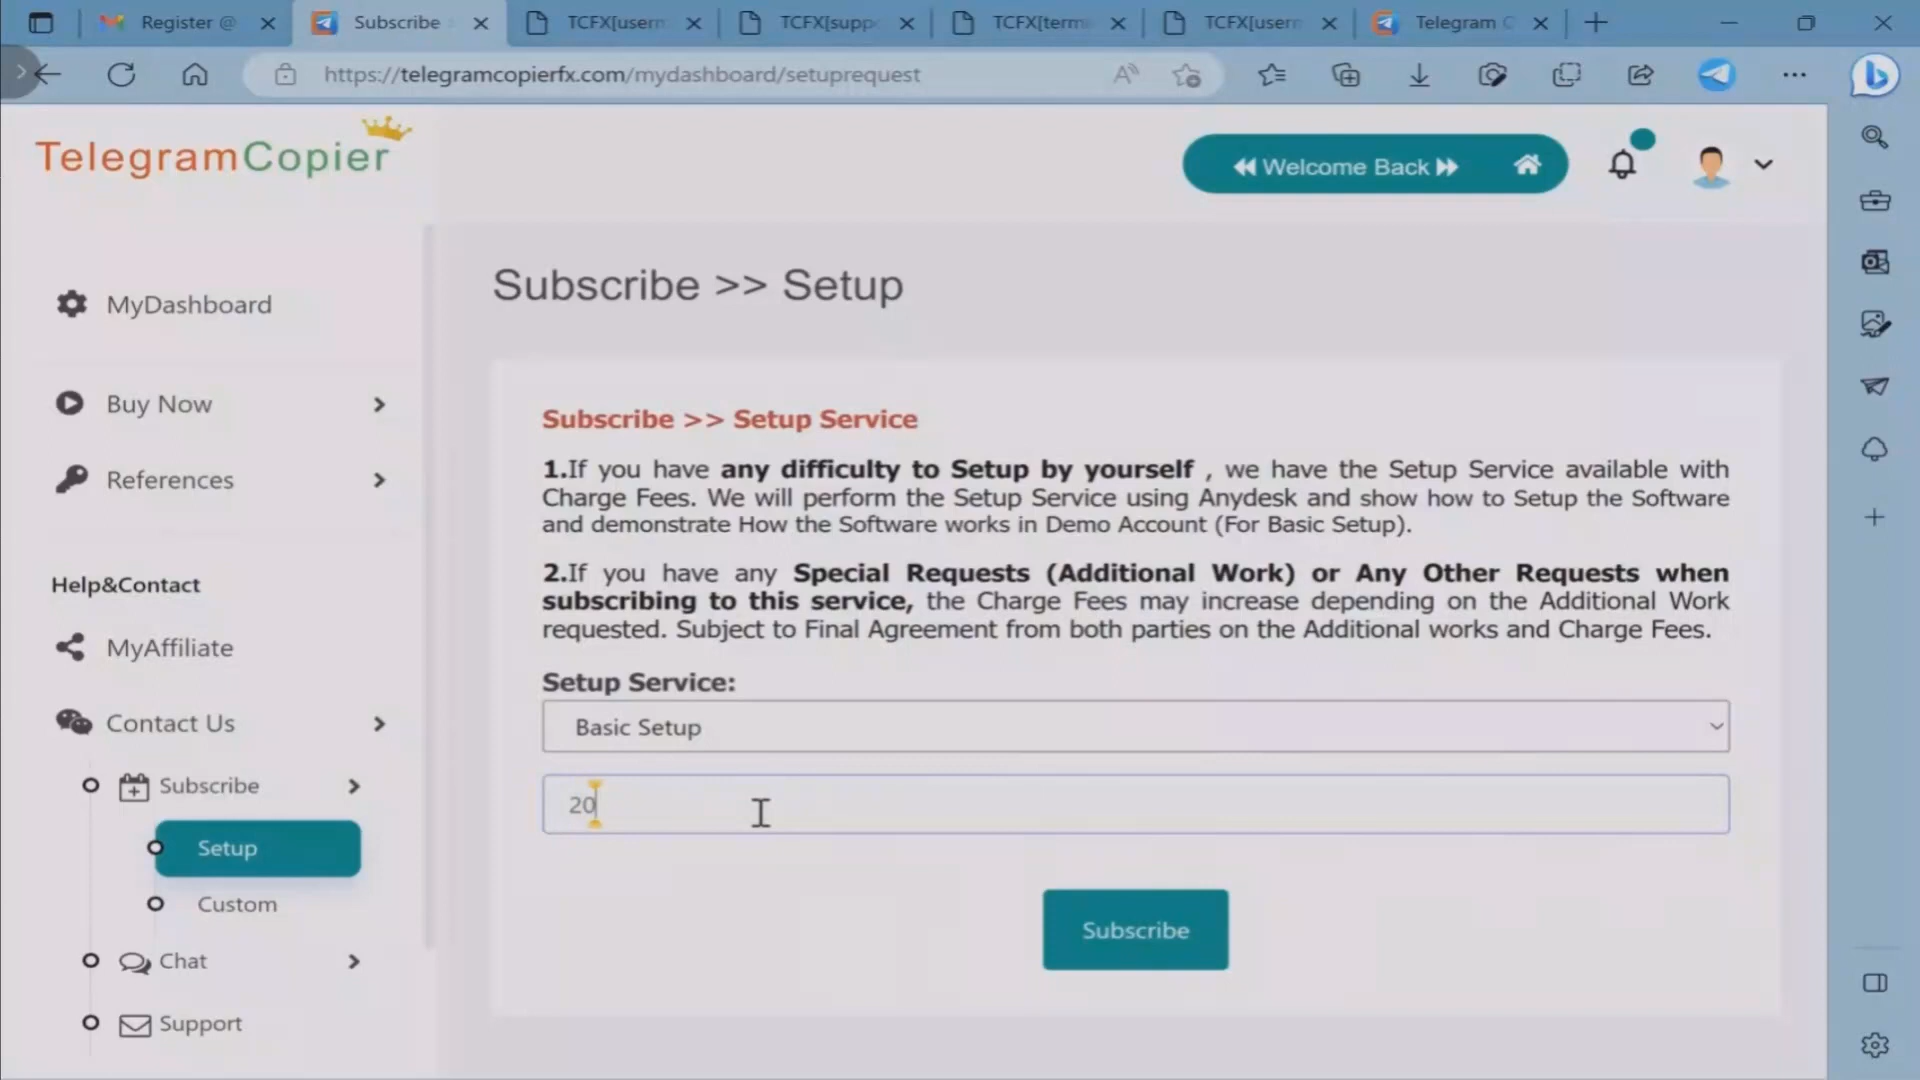 Register @
Subscribe
TCFX[usern
TCFX[supp
TCFX[term
TCFX[usern
Telegram C
https://telegramcopierfx.com/mydashboard/setuprequest
TelegramCopier
Welcome Back
MyDashboard
Buy Now
References
Help&Contact
MyAffiliate
Contact Us
Subscribe
Setup
Custom
Chat
Support
Subscribe >> Setup
Subscribe >> Setup Service
1.If you have any difficulty to Setup by yourself , we have the Setup Service available with
Charge Fees. We will perform the Setup Service using Anydesk and show how to Setup the Software
and demonstrate How the Software works in Demo Account (For Basic Setup).
2.If you have any Special Requests (Additional Work) or Any Other Requests when
subscribing to this service, the Charge Fees may increase depending on the Additional Work
requested. Subject to Final Agreement from both parties on the Additional works and Charge Fees.
Setup Service:
Basic Setup
20
Subscribe